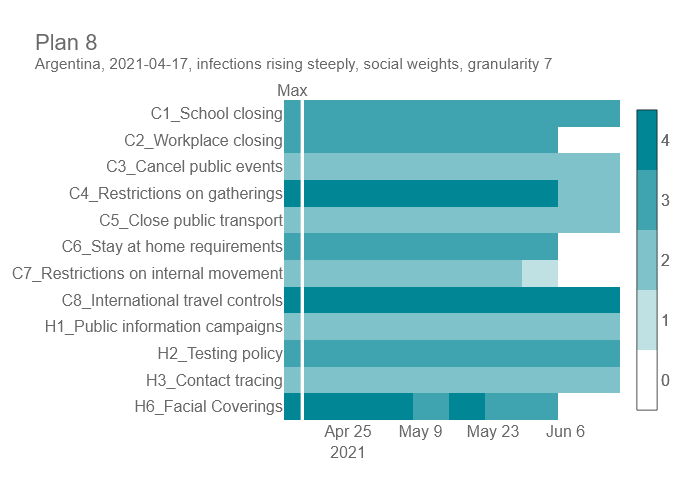 Plan 8
Argentina, 2021-04-17, infections rising steeply, social weights, granularity 7
Max
C1_School closing
C2_Workplace closing
C3_Cancel public events
C4_Restrictions on gatherings
C5_Close public transport
C6_Stay at home requirements
C7_Restrictions on internal movement
C8_International travel controls
H1_Public information campaigns
H2_Testing policy
H3_Contact tracing
H6_Facial Coverings
Apr 25 May 9 May 23 Jun 6
2021
4
3
2
1
0